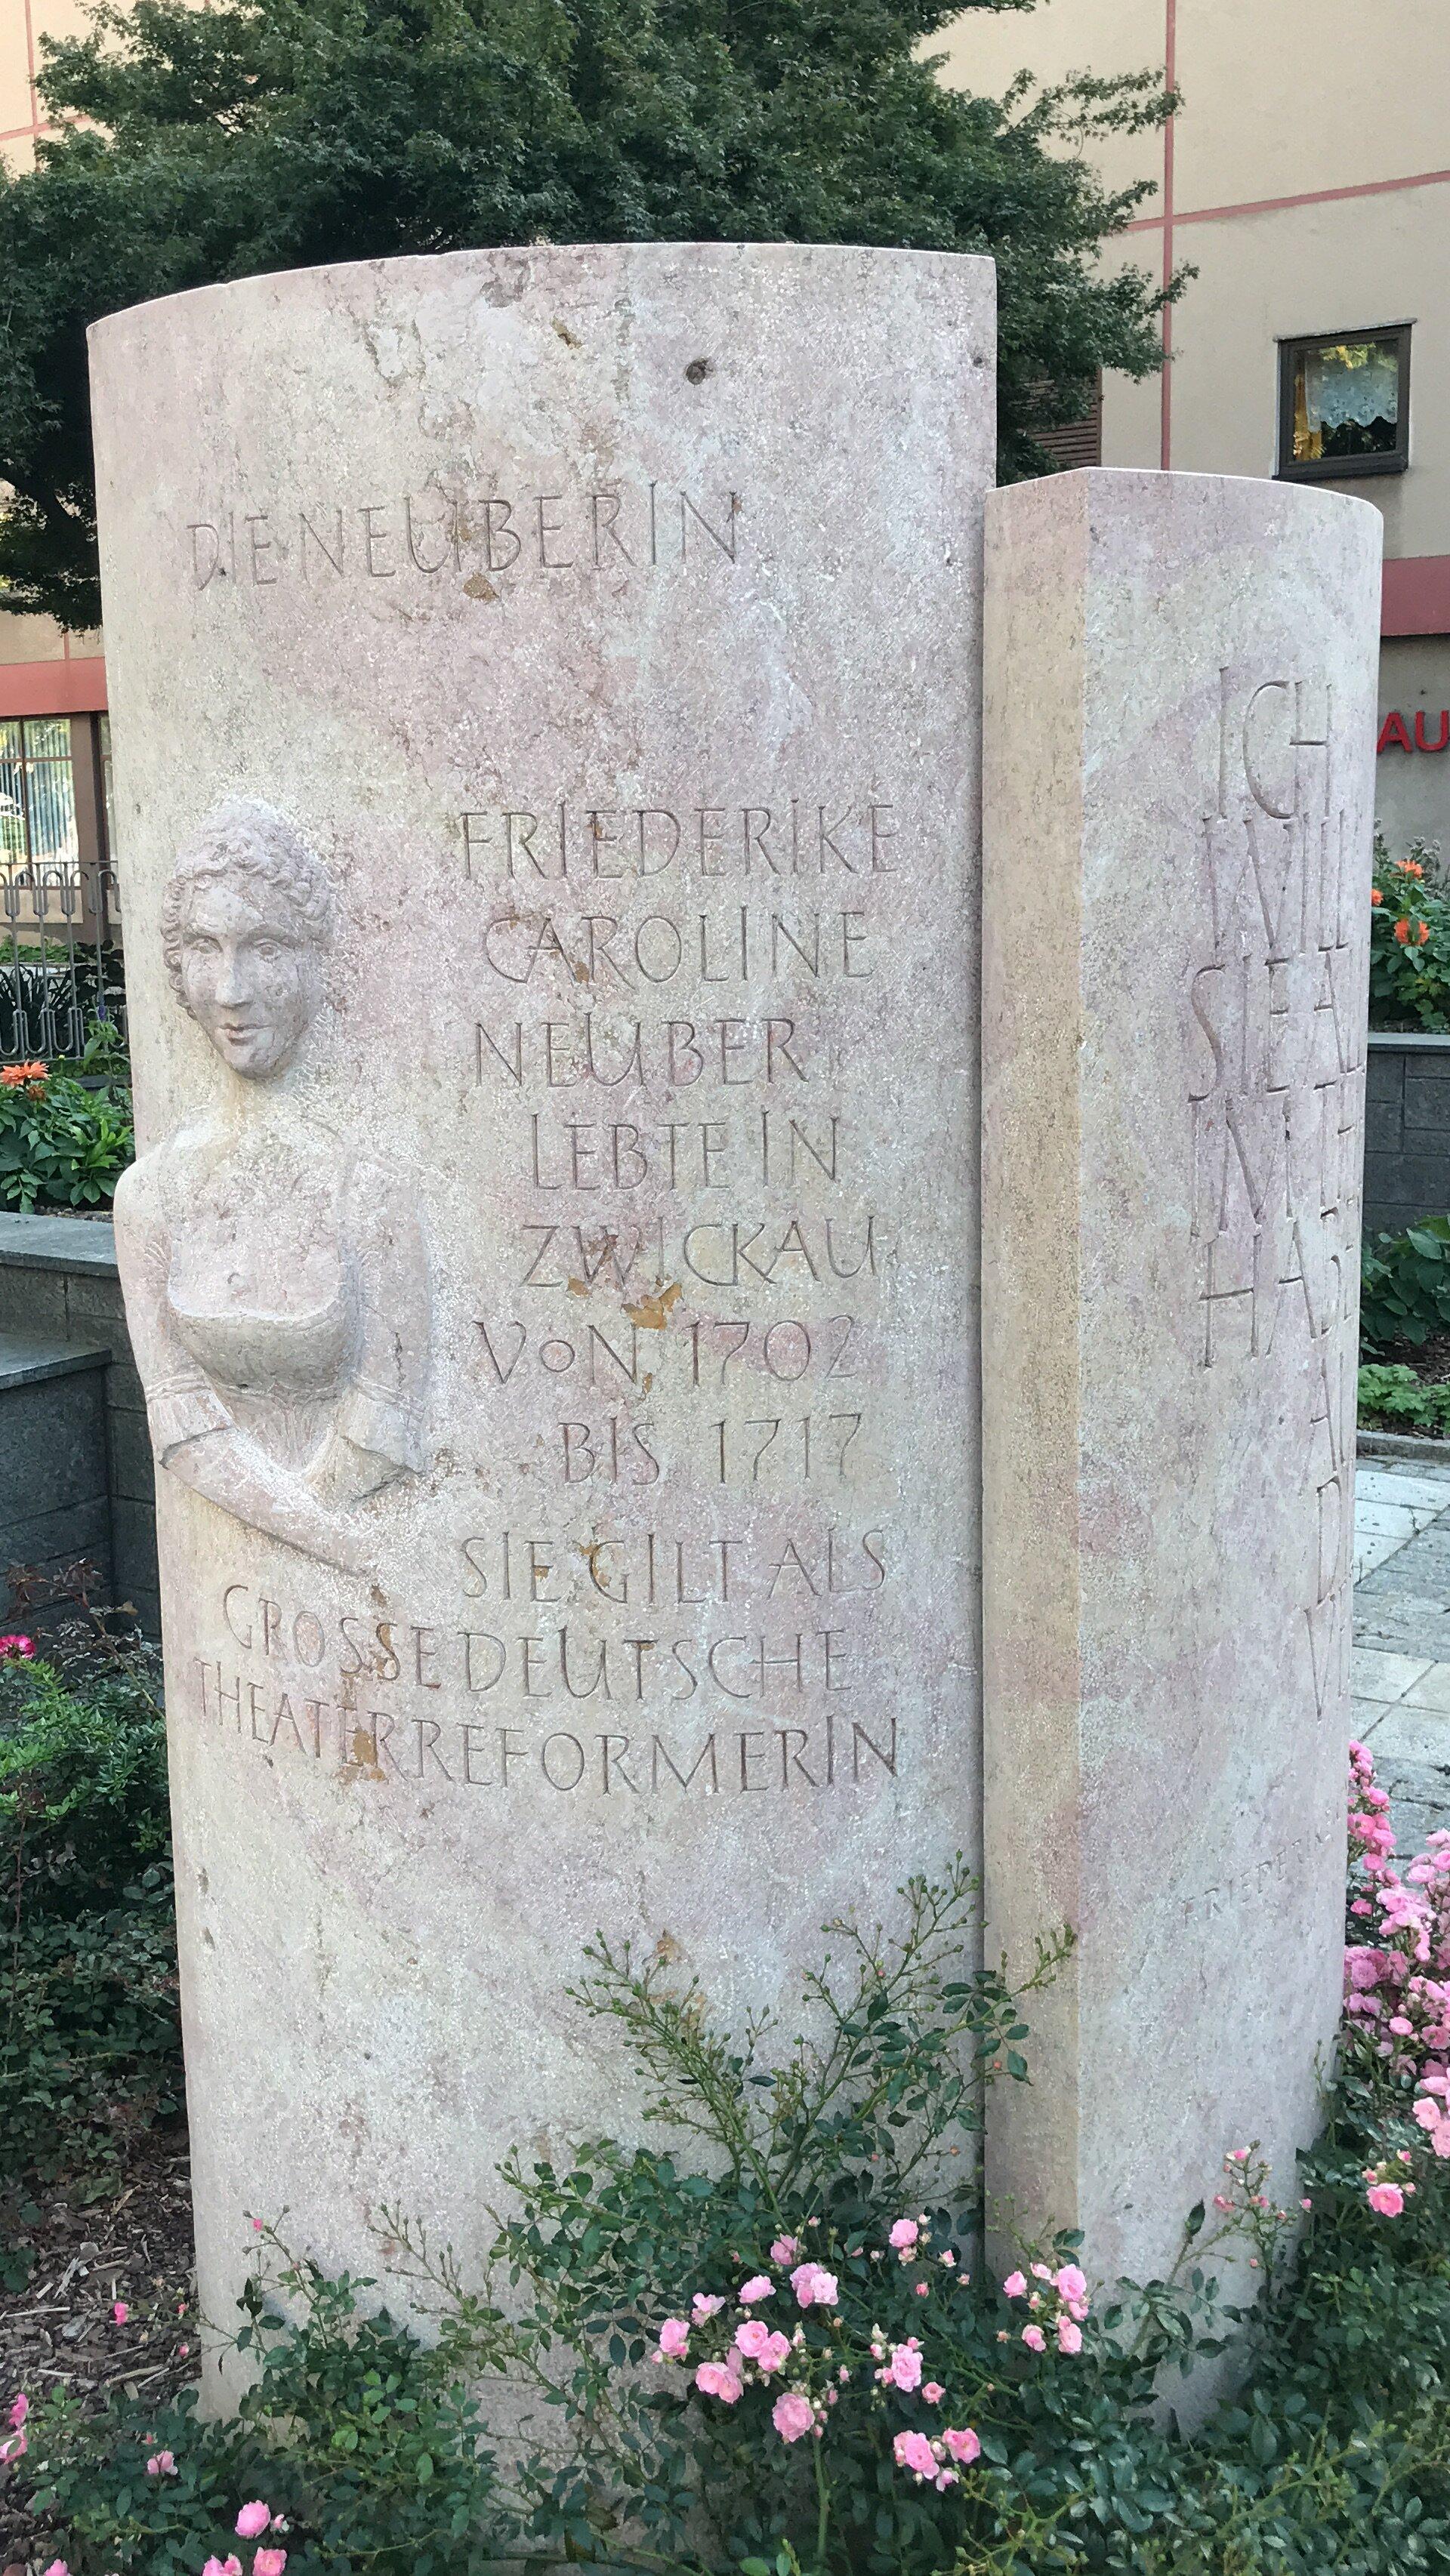 DIE NEUBERIN
FRIEDERIKE
CAROLINE
NEUBER
LEBTE IN
ZWICKAU
VON 1702
BIS 1717
SIE GILT ALS
GROSSE DEUTSCHE
THEATERREFORMERIN
ICH
WILL
SIE
IM